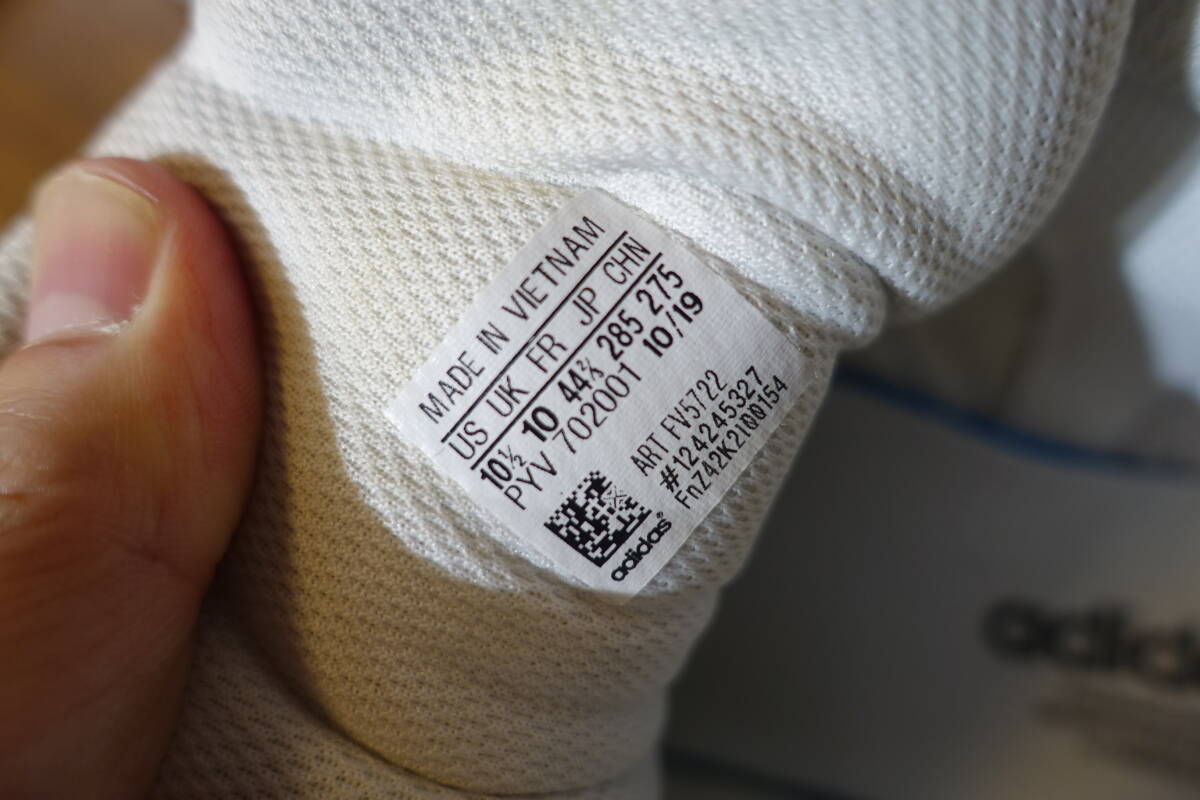 MADE IN VIETNAM
US UK FR JP CHN
10½ 10 44⅔ 285 275
PYV 702001 10/19
ART FV5722
#124245327
FnZ42K2100154
adidas®
adida